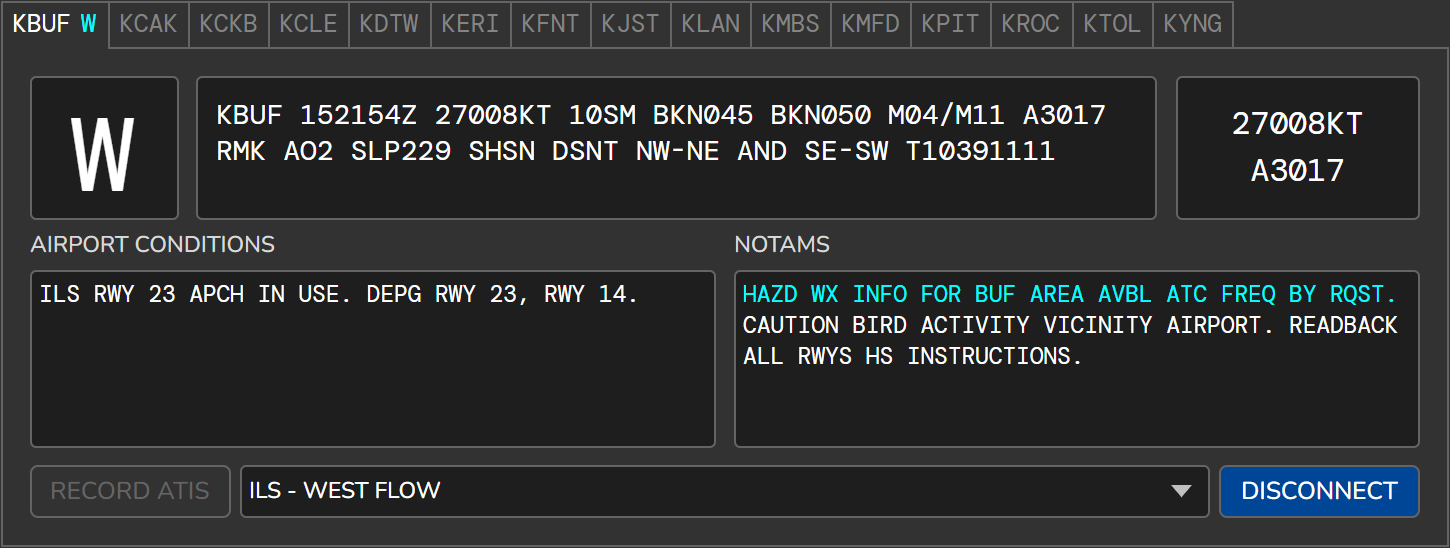 KBUF W KCAK KCKB KCLE KDTW KERI KFNT KJST KLAN KMBS KMFD KPIT KROC KTOL KYNG
W
KBUF 152154Z 27008KT 10SM BKN045 BKN050 M04/M11 A3017
RMK AO2 SLP229 SHSN DSNT NW-NE AND SE-SW T10391111
27008KT
A3017
AIRPORT CONDITIONS
ILS RWY 23 APCH IN USE. DEPG RWY 23, RWY 14.
NOTAMS
HAZD WX INFO FOR BUF AREA AVBL ATC FREQ BY RQST.
CAUTION BIRD ACTIVITY VICINITY AIRPORT. READBACK
ALL RWYS HS INSTRUCTIONS.
RECORD ATIS
ILS - WEST FLOW
DISCONNECT